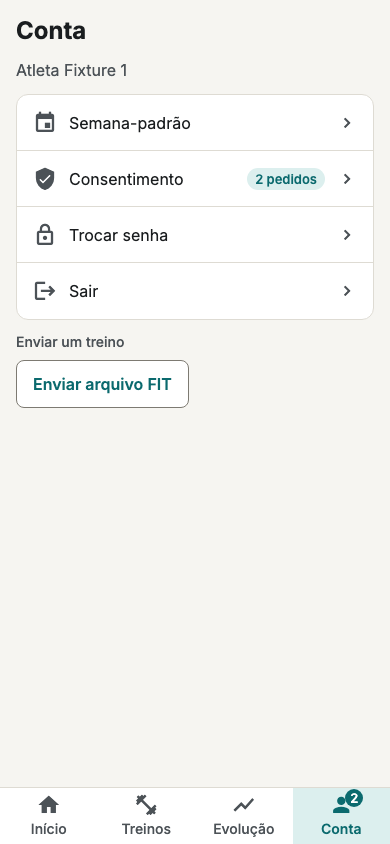 Conta
Atleta Fixture 1
Semana-padrão
Consentimento 2 pedidos
Trocar senha
Sair
Enviar um treino
Enviar arquivo FIT
2
Início Treinos Evolução Conta